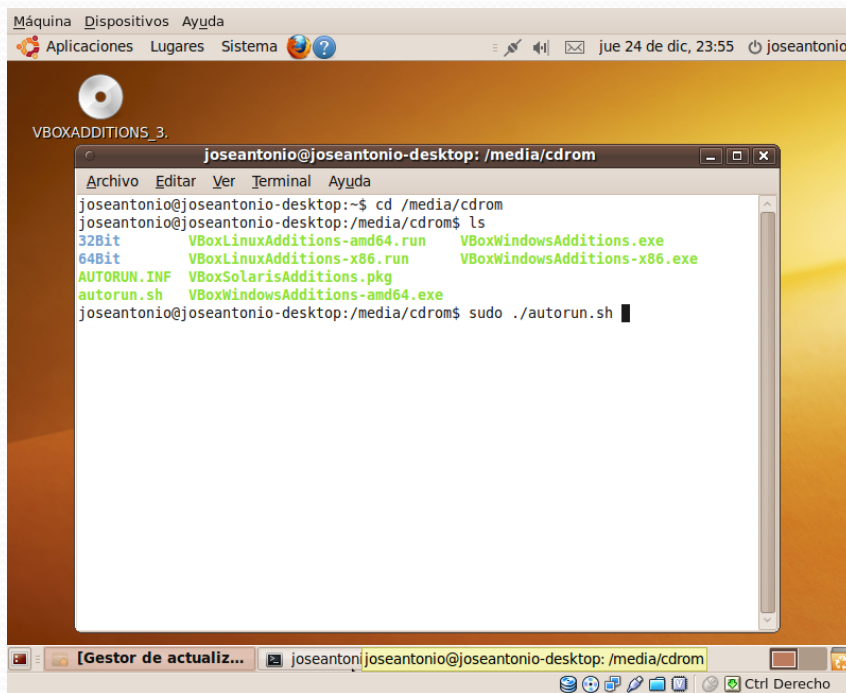 Máquina Dispositivos Ayuda
Aplicaciones Lugares Sistema jue 24 de dic, 23:55 joseantonio
VBOXADDITIONS_3.
joseantonio@joseantonio-desktop: /media/cdrom
Archivo Editar Ver Terminal Ayuda
joseantonio@joseantonio-desktop:~$ cd /media/cdrom
joseantonio@joseantonio-desktop:/media/cdrom$ ls
32Bit VBoxLinuxAdditions-amd64.run VBoxWindowsAdditions.exe
64Bit VBoxLinuxAdditions-x86.run VBoxWindowsAdditions-x86.exe
AUTORUN.INF VBoxSolarisAdditions.pkg
autorun.sh VBoxWindowsAdditions-amd64.exe
joseantonio@joseantonio-desktop:/media/cdrom$ sudo ./autorun.sh
[Gestor de actualiz... joseantoni joseantonio@joseantonio-desktop: /media/cdrom
Ctrl Derecho